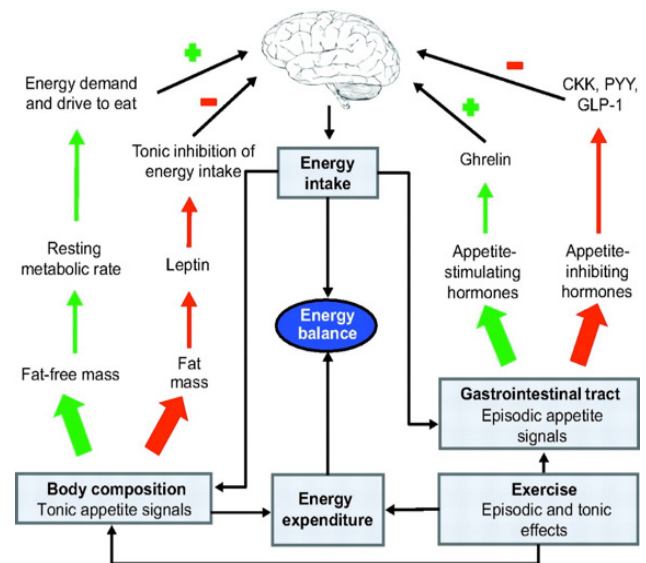 Energy demand
and drive to eat
+
-
-
+
CKK, PYY,
GLP-1
Tonic inhibition of
energy intake
Energy
intake
Ghrelin
Resting
metabolic rate
Leptin
Appetite-
stimulating
hormones
Appetite-
inhibiting
hormones
Energy
balance
Fat-free mass
Fat
mass
Gastrointestinal tract
Episodic appetite
signals
Body composition
Tonic appetite signals
Energy
expenditure
Exercise
Episodic and tonic
effects